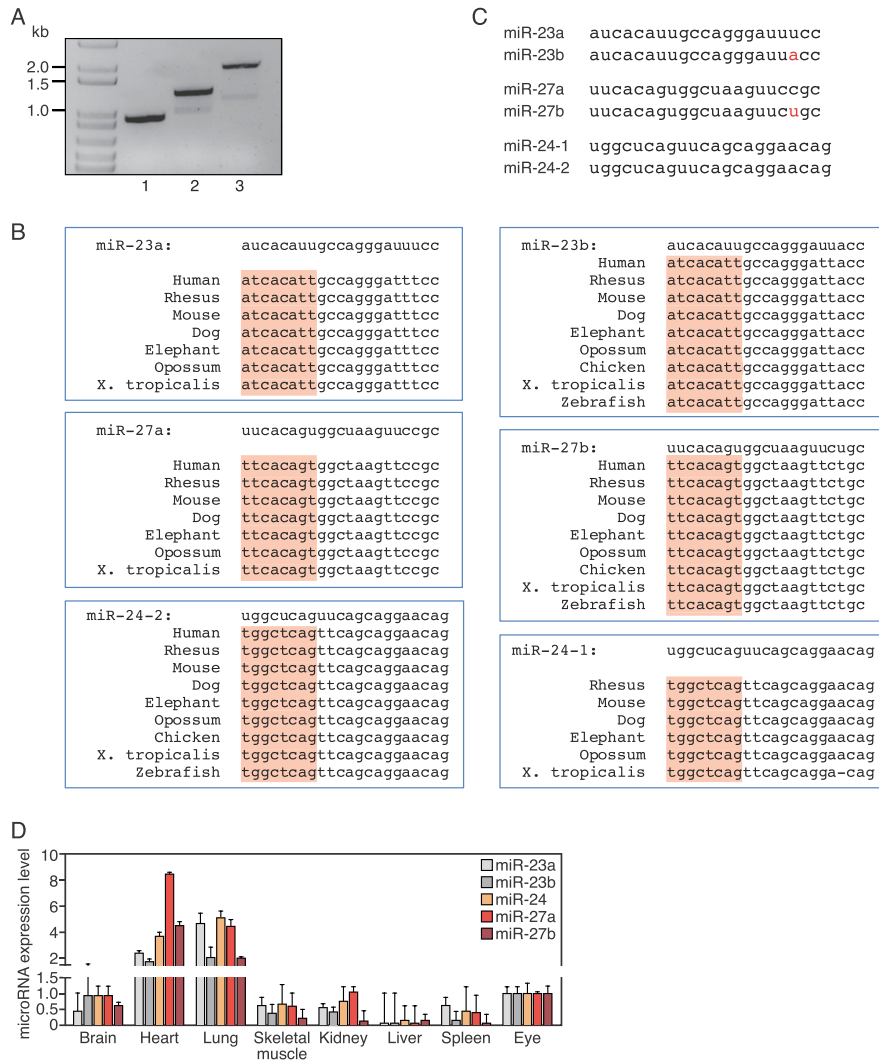 A
kb
2.0
1.5
1.0
1 2 3
C
miR-23a aucacauugccagggauuucc
miR-23b aucacauugccagggauuacc
miR-27a uucacaguggcuaaguuccgc
miR-27b uucacaguggcuaaguucugc
miR-24-1 uggcucaguucagcaggaacag
miR-24-2 uggcucaguucagcaggaacag
B
miR-23a: aucacauugccagggauuucc
Human atcacattgccagggatttcc
Rhesus atcacattgccagggatttcc
Mouse atcacattgccagggatttcc
Dog atcacattgccagggatttcc
Elephant atcacattgccagggatttcc
Opossum atcacattgccagggatttcc
X. tropicalis atcacattgccagggatttcc
miR-27a: uucacaguggcuaaguuccgc
Human ttcacagtggctaagttccgc
Rhesus ttcacagtggctaagttccgc
Mouse ttcacagtggctaagttccgc
Dog ttcacagtggctaagttccgc
Elephant ttcacagtggctaagttccgc
Opossum ttcacagtggctaagttccgc
X. tropicalis ttcacagtggctaagttccgc
miR-24-2: uggcucaguucagcaggaacag
Human tggctcagttcagcaggaacag
Rhesus tggctcagttcagcaggaacag
Mouse tggctcagttcagcaggaacag
Dog tggctcagttcagcaggaacag
Elephant tggctcagttcagcaggaacag
Opossum tggctcagttcagcaggaacag
Chicken tggctcagttcagcaggaacag
X. tropicalis tggctcagttcagcaggaacag
Zebrafish tggctcagttcagcaggaacag
miR-23b: aucacauugccagggauuacc
Human atcacattgccagggattacc
Rhesus atcacattgccagggattacc
Mouse atcacattgccagggattacc
Dog atcacattgccagggattacc
Elephant atcacattgccagggattacc
Opossum atcacattgccagggattacc
Chicken atcacattgccagggattacc
X. tropicalis atcacattgccagggattacc
Zebrafish atcacattgccagggattacc
miR-27b: uucacaguggcuaaguucugc
Human ttcacagtggctaagttctgc
Rhesus ttcacagtggctaagttctgc
Mouse ttcacagtggctaagttctgc
Dog ttcacagtggctaagttctgc
Elephant ttcacagtggctaagttctgc
Opossum ttcacagtggctaagttctgc
Chicken ttcacagtggctaagttctgc
X. tropicalis ttcacagtggctaagttctgc
Zebrafish ttcacagtggctaagttctgc
miR-24-1: uggcucaguucagcaggaacag
Rhesus tggctcagttcagcaggaacag
Mouse tggctcagttcagcaggaacag
Dog tggctcagttcagcaggaacag
Elephant tggctcagttcagcaggaacag
Opossum tggctcagttcagcaggaacag
X. tropicalis tggctcagttcagcagga-cag
D
microRNA expression level
10
8
6
4
2
1.5
1.0
0.5
0
miR-23a
miR-23b
miR-24
miR-27a
miR-27b
Brain Heart Lung Skeletal Kidney Liver Spleen Eye
muscle